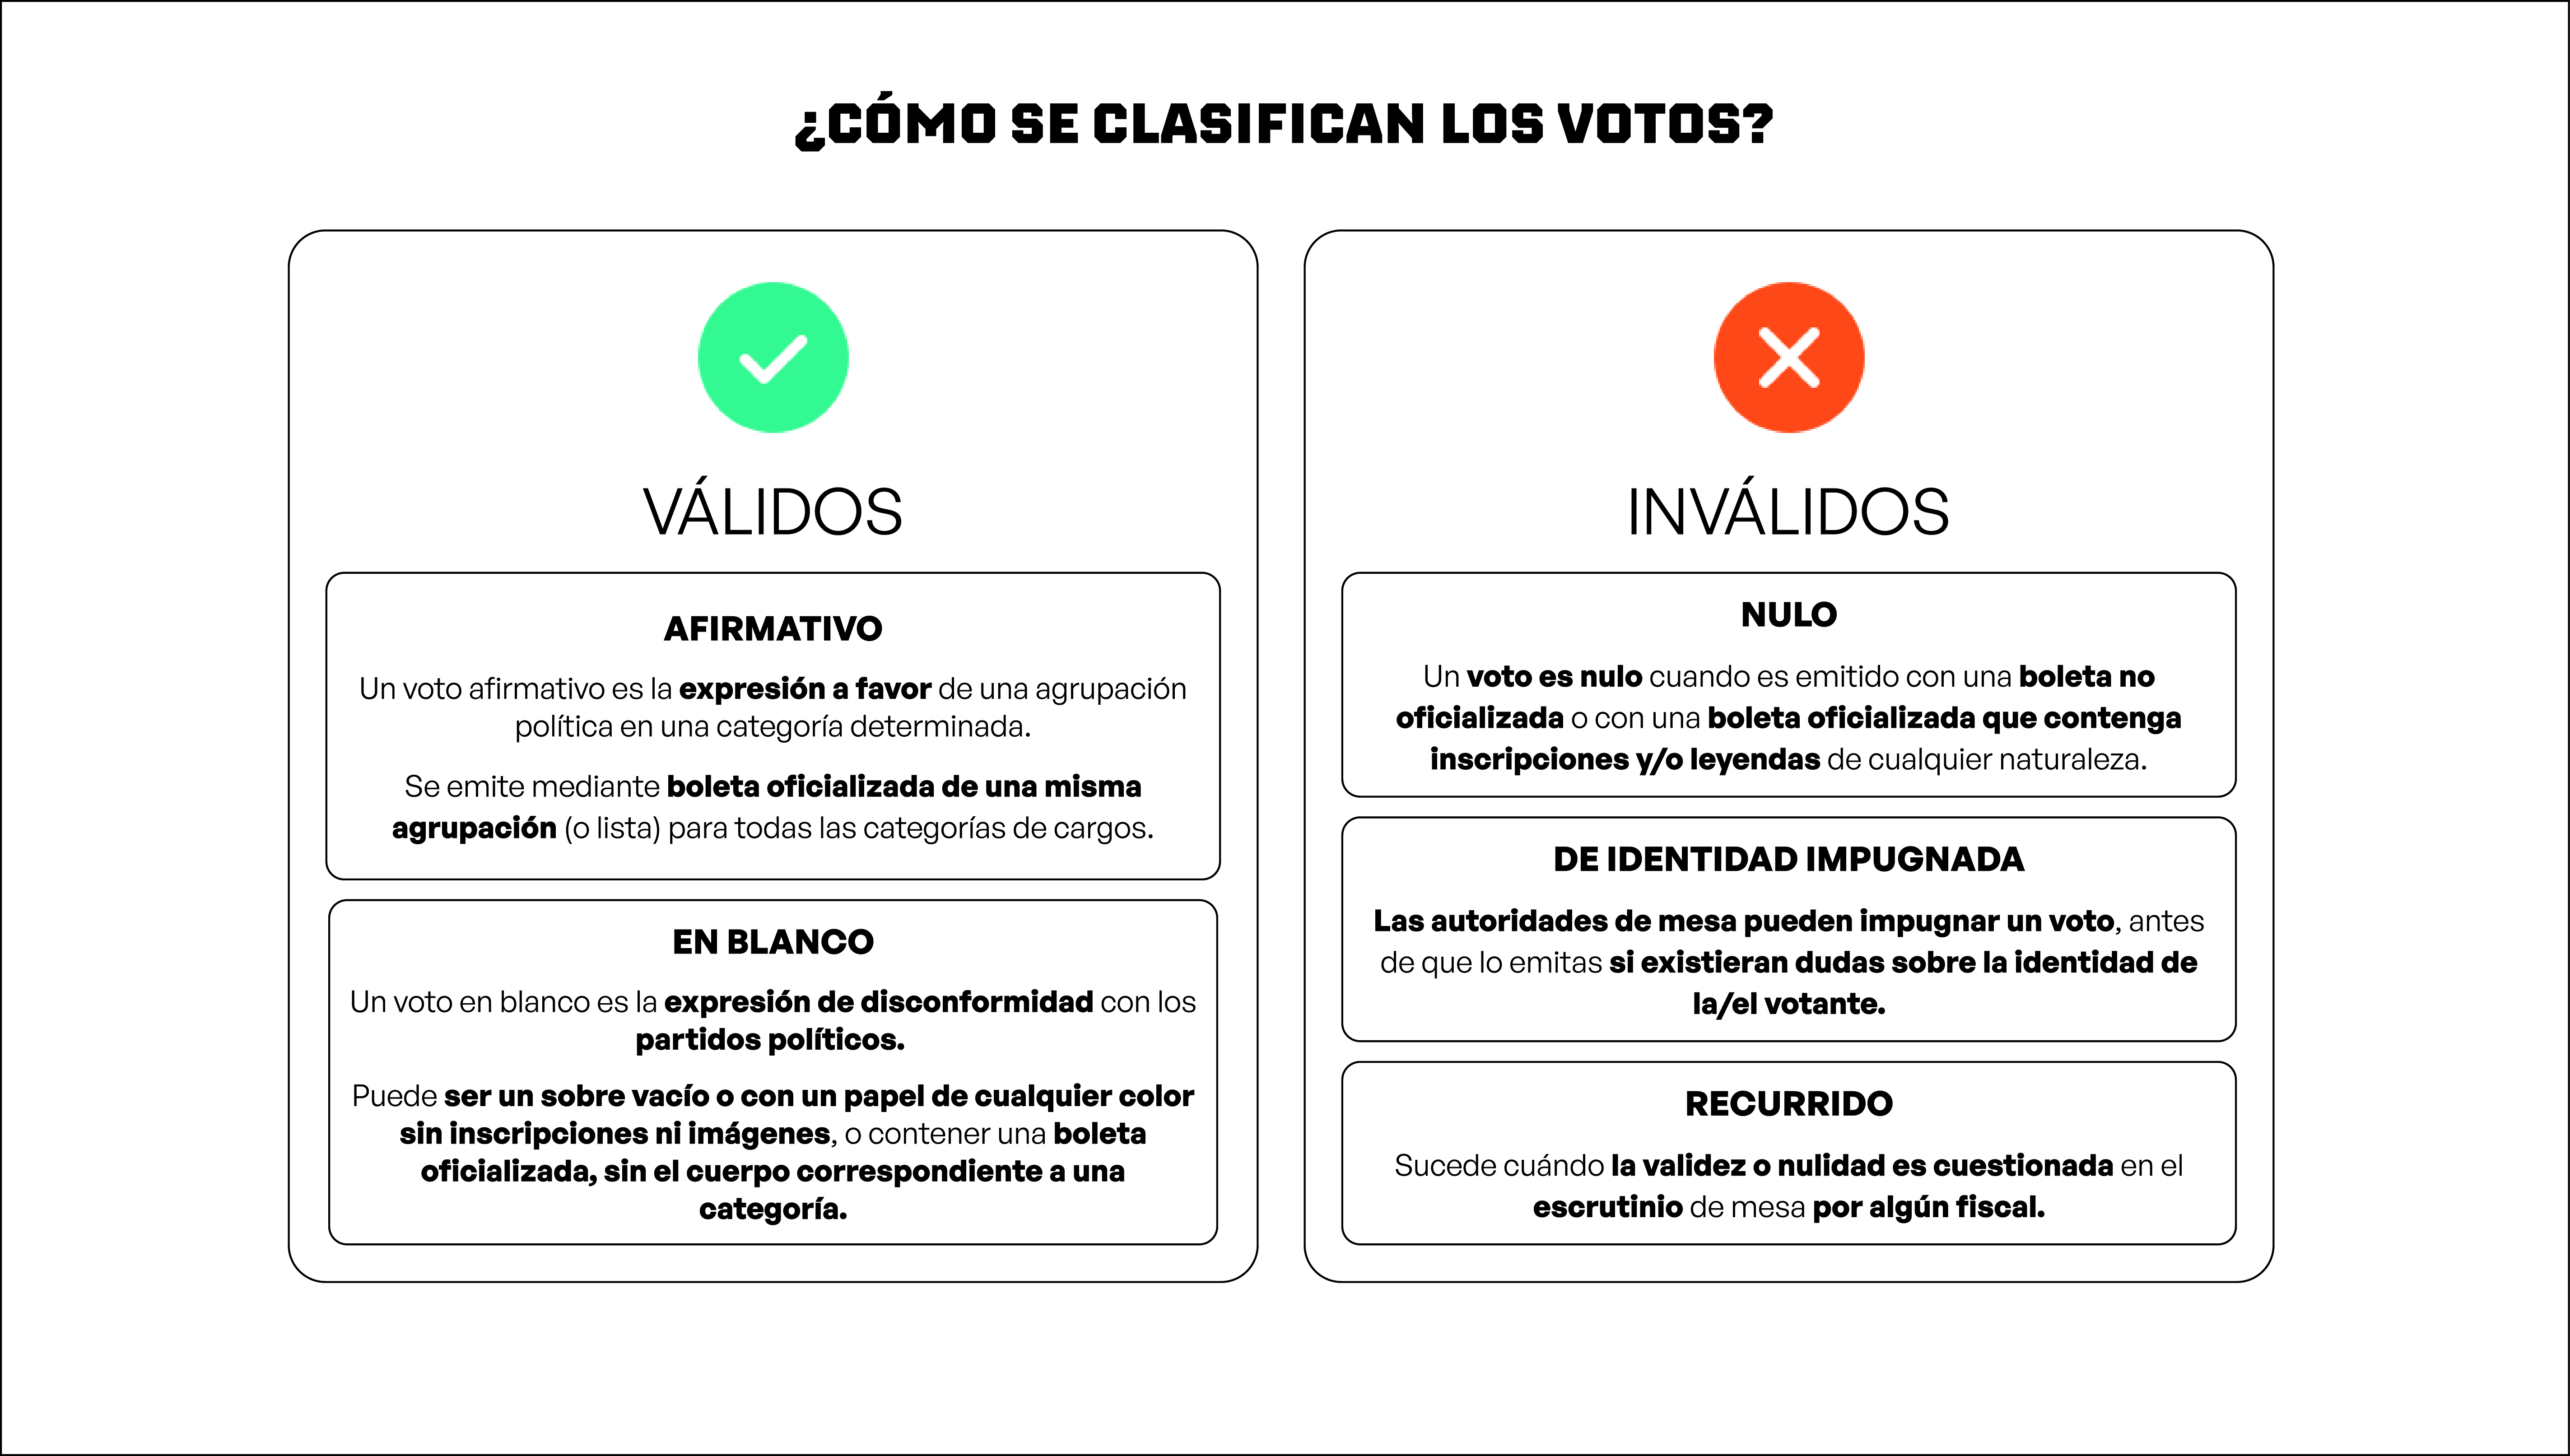 ¿CÓMO SE CLASIFICAN LOS VOTOS?
VÁLIDOS
AFIRMATIVO
Un voto afirmativo es la expresión a favor de una agrupación
política en una categoría determinada.
Se emite mediante boleta oficializada de una misma
agrupación (o lista) para todas las categorías de cargos.
EN BLANCO
Un voto en blanco es la expresión de disconformidad con los
partidos políticos.
Puede ser un sobre vacío o con un papel de cualquier color
sin inscripciones ni imágenes, o contener una boleta
oficializada, sin el cuerpo correspondiente a una
categoría.
INVÁLIDOS
NULO
Un voto es nulo cuando es emitido con una boleta no
oficializada o con una boleta oficializada que contenga
inscripciones y/o leyendas de cualquier naturaleza.
DE IDENTIDAD IMPUGNADA
Las autoridades de mesa pueden impugnar un voto, antes
de que lo emitas si existieran dudas sobre la identidad de
la/el votante.
RECURRIDO
Sucede cuándo la validez o nulidad es cuestionada en el
escrutinio de mesa por algún fiscal.